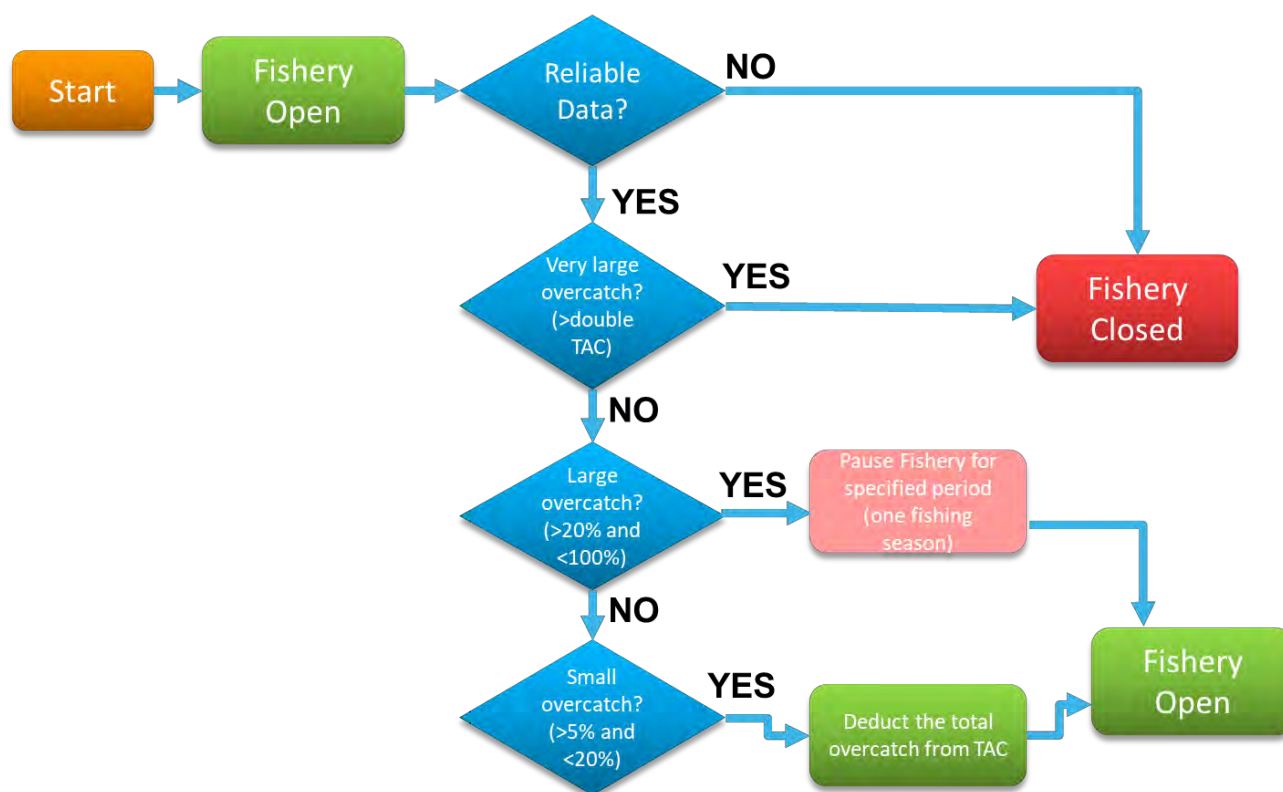 Start
Fishery
Open
Reliable
Data?
NO
YES
Very large
overcatch?
(>double
TAC)
YES
Fishery
Closed
NO
Large
overcatch?
(>20% and
<100%)
YES
Pause Fishery for
specified period
(one fishing
season)
NO
Small
overcatch?
(>5% and
<20%)
YES
Deduct the total
overcatch from TAC
Fishery
Open